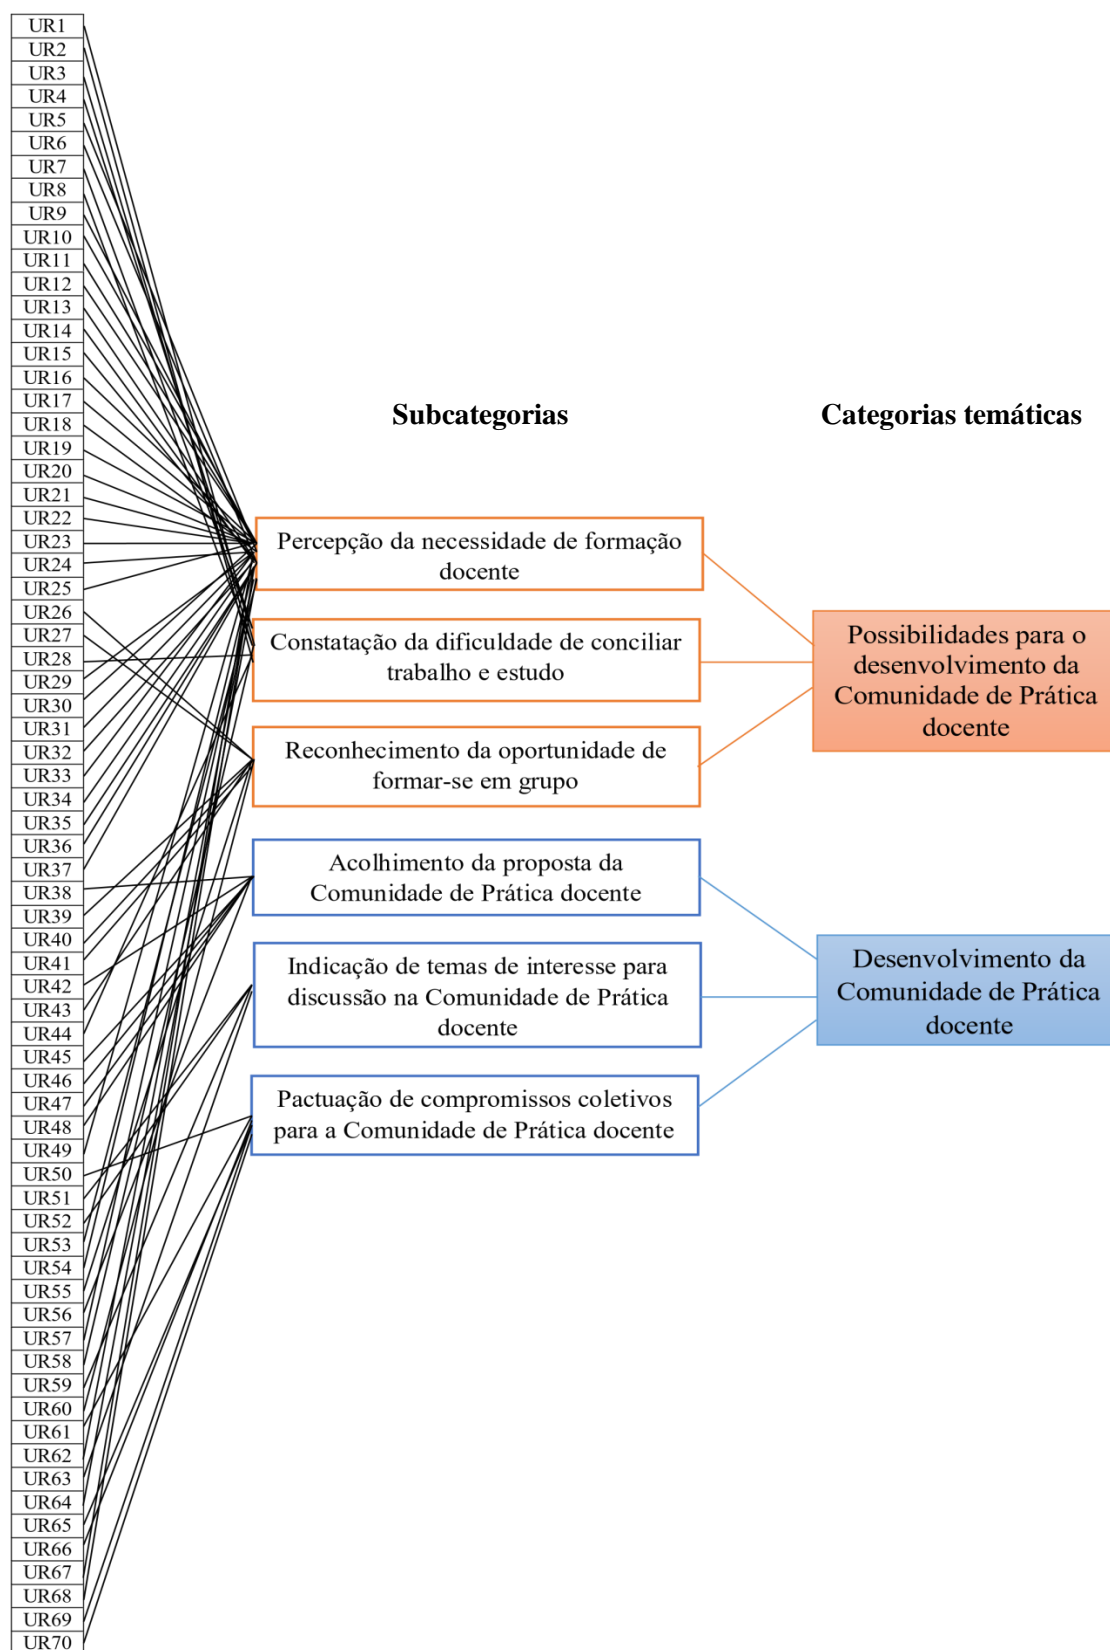 UR1
UR2
UR3
UR4
UR5
UR6
UR7
UR8
UR9
UR10
UR11
UR12
UR13
UR14
UR15
UR16
UR17
UR18
UR19
UR20
UR21
UR22
UR23
UR24
UR25
UR26
UR27
UR28
UR29
UR30
UR31
UR32
UR33
UR34
UR35
UR36
UR37
UR38
UR39
UR40
UR41
UR42
UR43
UR44
UR45
UR46
UR47
UR48
UR49
UR50
UR51
UR52
UR53
UR54
UR55
UR56
UR57
UR58
UR59
UR60
UR61
UR62
UR63
UR64
UR65
UR66
UR67
UR68
UR69
UR70
Subcategorias
Percepção da necessidade de formação
docente
Constatação da dificuldade de conciliar
trabalho e estudo
Reconhecimento da oportunidade de
formar-se em grupo
Acolhimento da proposta da
Comunidade de Prática docente
Indicação de temas de interesse para
discussão na Comunidade de Prática
docente
Pactuação de compromissos coletivos
para a Comunidade de Prática docente
Categorias temáticas
Possibilidades para o
desenvolvimento da
Comunidade de Prática
docente
Desenvolvimento da
Comunidade de Prática
docente